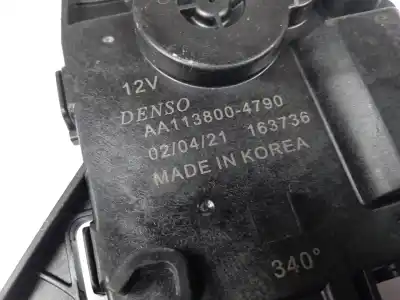 12V
DENSO
AA113800-4790
02/04/21 163736
MADE IN KOREA
340°